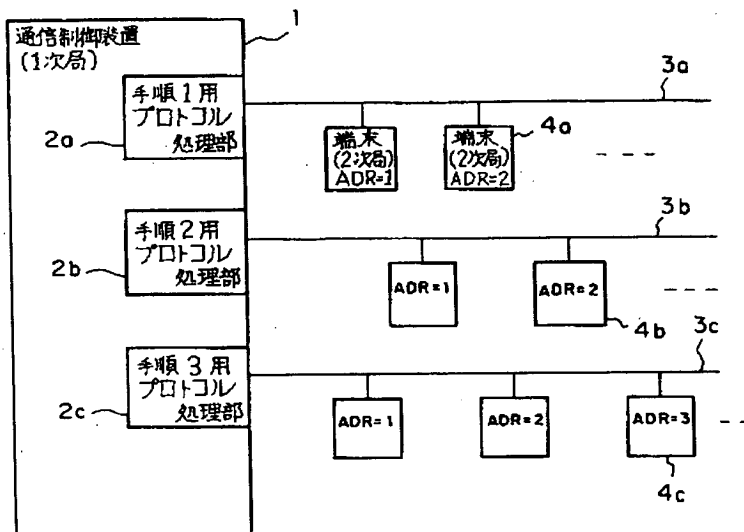 通信制御装置
(1次局)
1
手順1用
プロトコル
処理部
2a
3a
端末
(2次局)
ADR=1
端末
(2次局)
ADR=2
4a
手順2用
プロトコル
処理部
2b
3b
ADR=1
ADR=2
4b
手順3用
プロトコル
処理部
2c
3c
ADR=1
ADR=2
ADR=3
4c